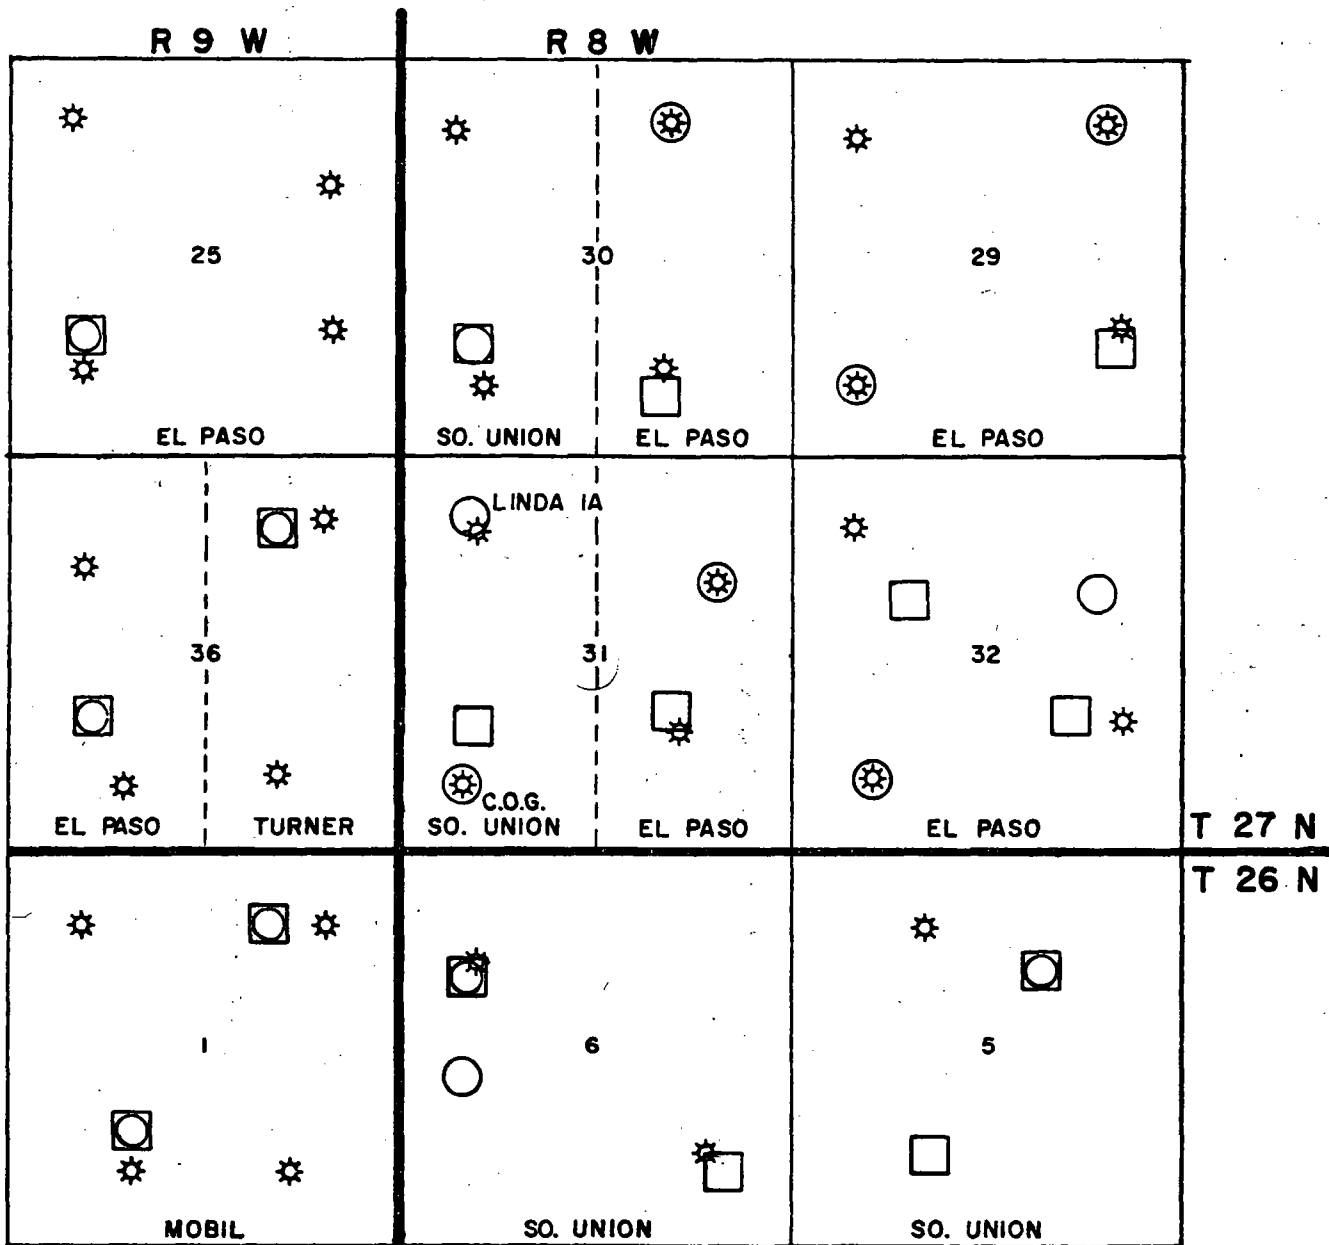 R 9 W R 8 W
25 30 29
EL PASO SO. UNION EL PASO EL PASO
LINDA 1A
36 31 32
C.O.G.
EL PASO TURNER SO. UNION EL PASO EL PASO T 27 N
T 26 N
1 6 5
MOBIL SO. UNION SO. UNION